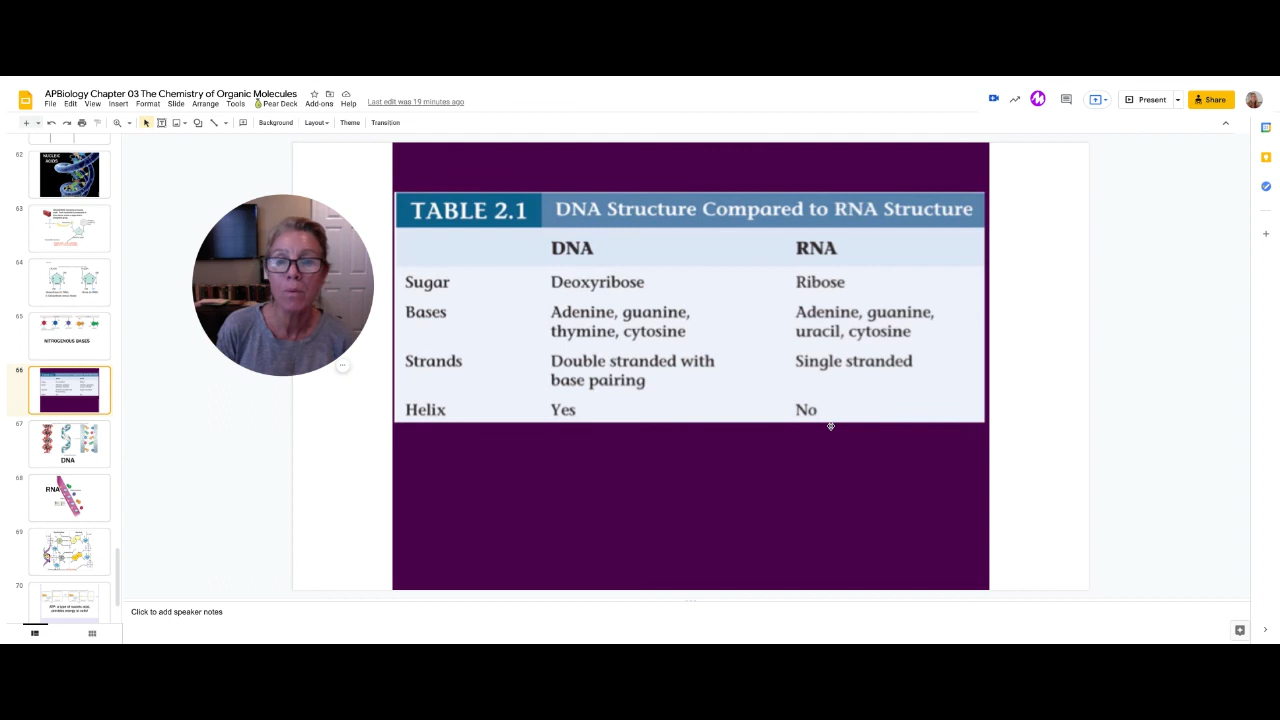 APBiology Chapter 03 The Chemistry of Organic Molecules
File Edit View Insert Format Slide Arrange Tools Pear Deck Add-ons Help Last edit was 19 minutes ago
Present Share
Background Layout Theme Transition
62
NUCLEIC ACIDS
63
64
65
NITROGENOUS BASES
66
67
DNA
68
RNA
69
70
TABLE 2.1 DNA Structure Compared to RNA Structure
DNA RNA
Sugar Deoxyribose Ribose
Bases Adenine, guanine, Adenine, guanine,
thymine, cytosine uracil, cytosine
Strands Double stranded with Single stranded
base pairing
Helix Yes No
Click to add speaker notes